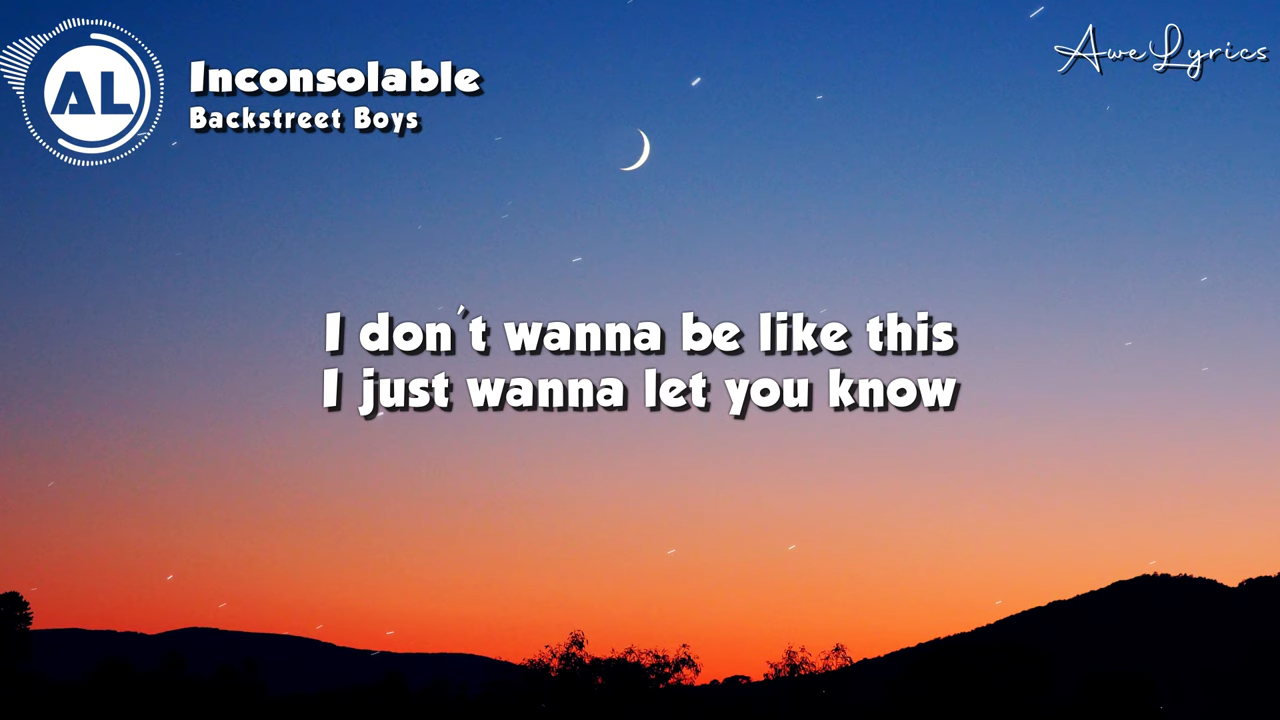 AL
Inconsolable
Backstreet Boys
AweLyrics
I don't wanna be like this
I just wanna let you know